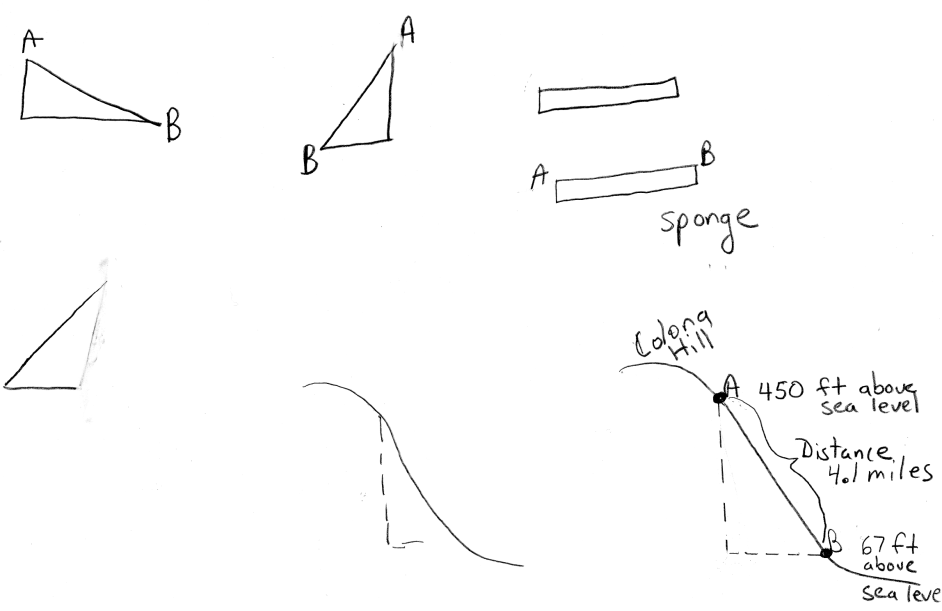 A
B
A
B
A
B
sponge
Colona
Hill
A
450 ft above
sea level
Distance
4.1 miles
B
67 ft
above
sea leve